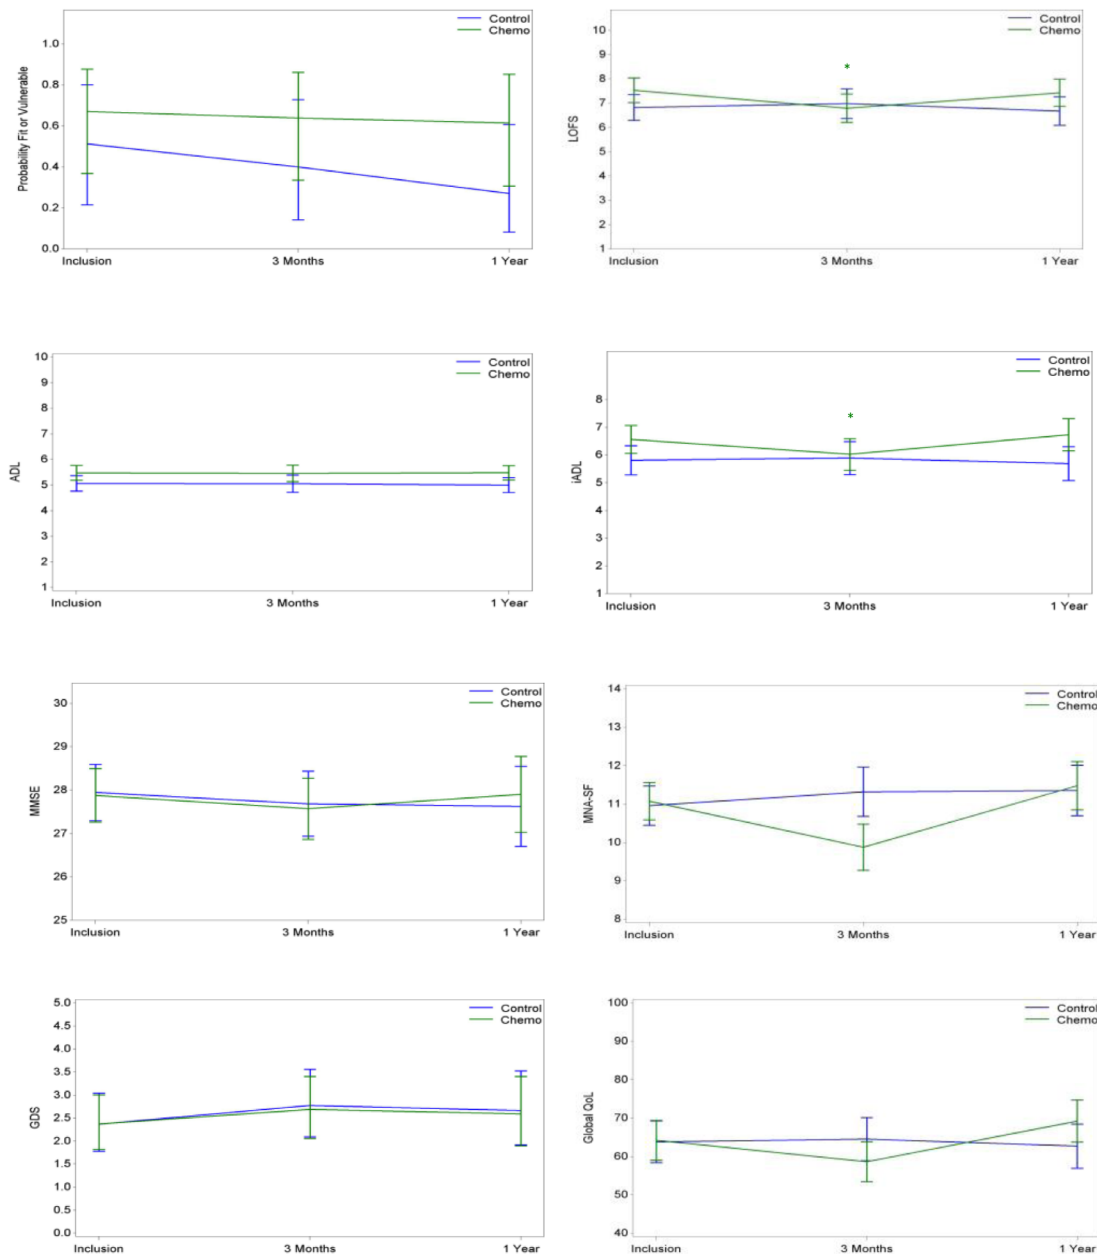 Control
Chemo
Probability Fit or Vulnerable
1.0
0.8
0.6
0.4
0.2
0.0
Inclusion 3 Months 1 Year
Control
Chemo
*
LOFS
10
9
8
7
6
5
4
3
2
1
Inclusion 3 Months 1 Year
Control
Chemo
ADL
10
9
8
7
6
5
4
3
2
1
Inclusion 3 Months 1 Year
Control
Chemo
*
iADL
8
7
6
5
4
3
2
1
Inclusion 3 Months 1 Year
Control
Chemo
MMSE
30
29
28
27
26
25
Inclusion 3 Months 1 Year
Control
Chemo
MNA-SF
14
13
12
11
10
9
8
Inclusion 3 Months 1 Year
Control
Chemo
GDS
5.0
4.5
4.0
3.5
3.0
2.5
2.0
1.5
1.0
0.5
0.0
Inclusion 3 Months 1 Year
Control
Chemo
Global QoL
100
90
80
70
60
50
40
Inclusion 3 Months 1 Year